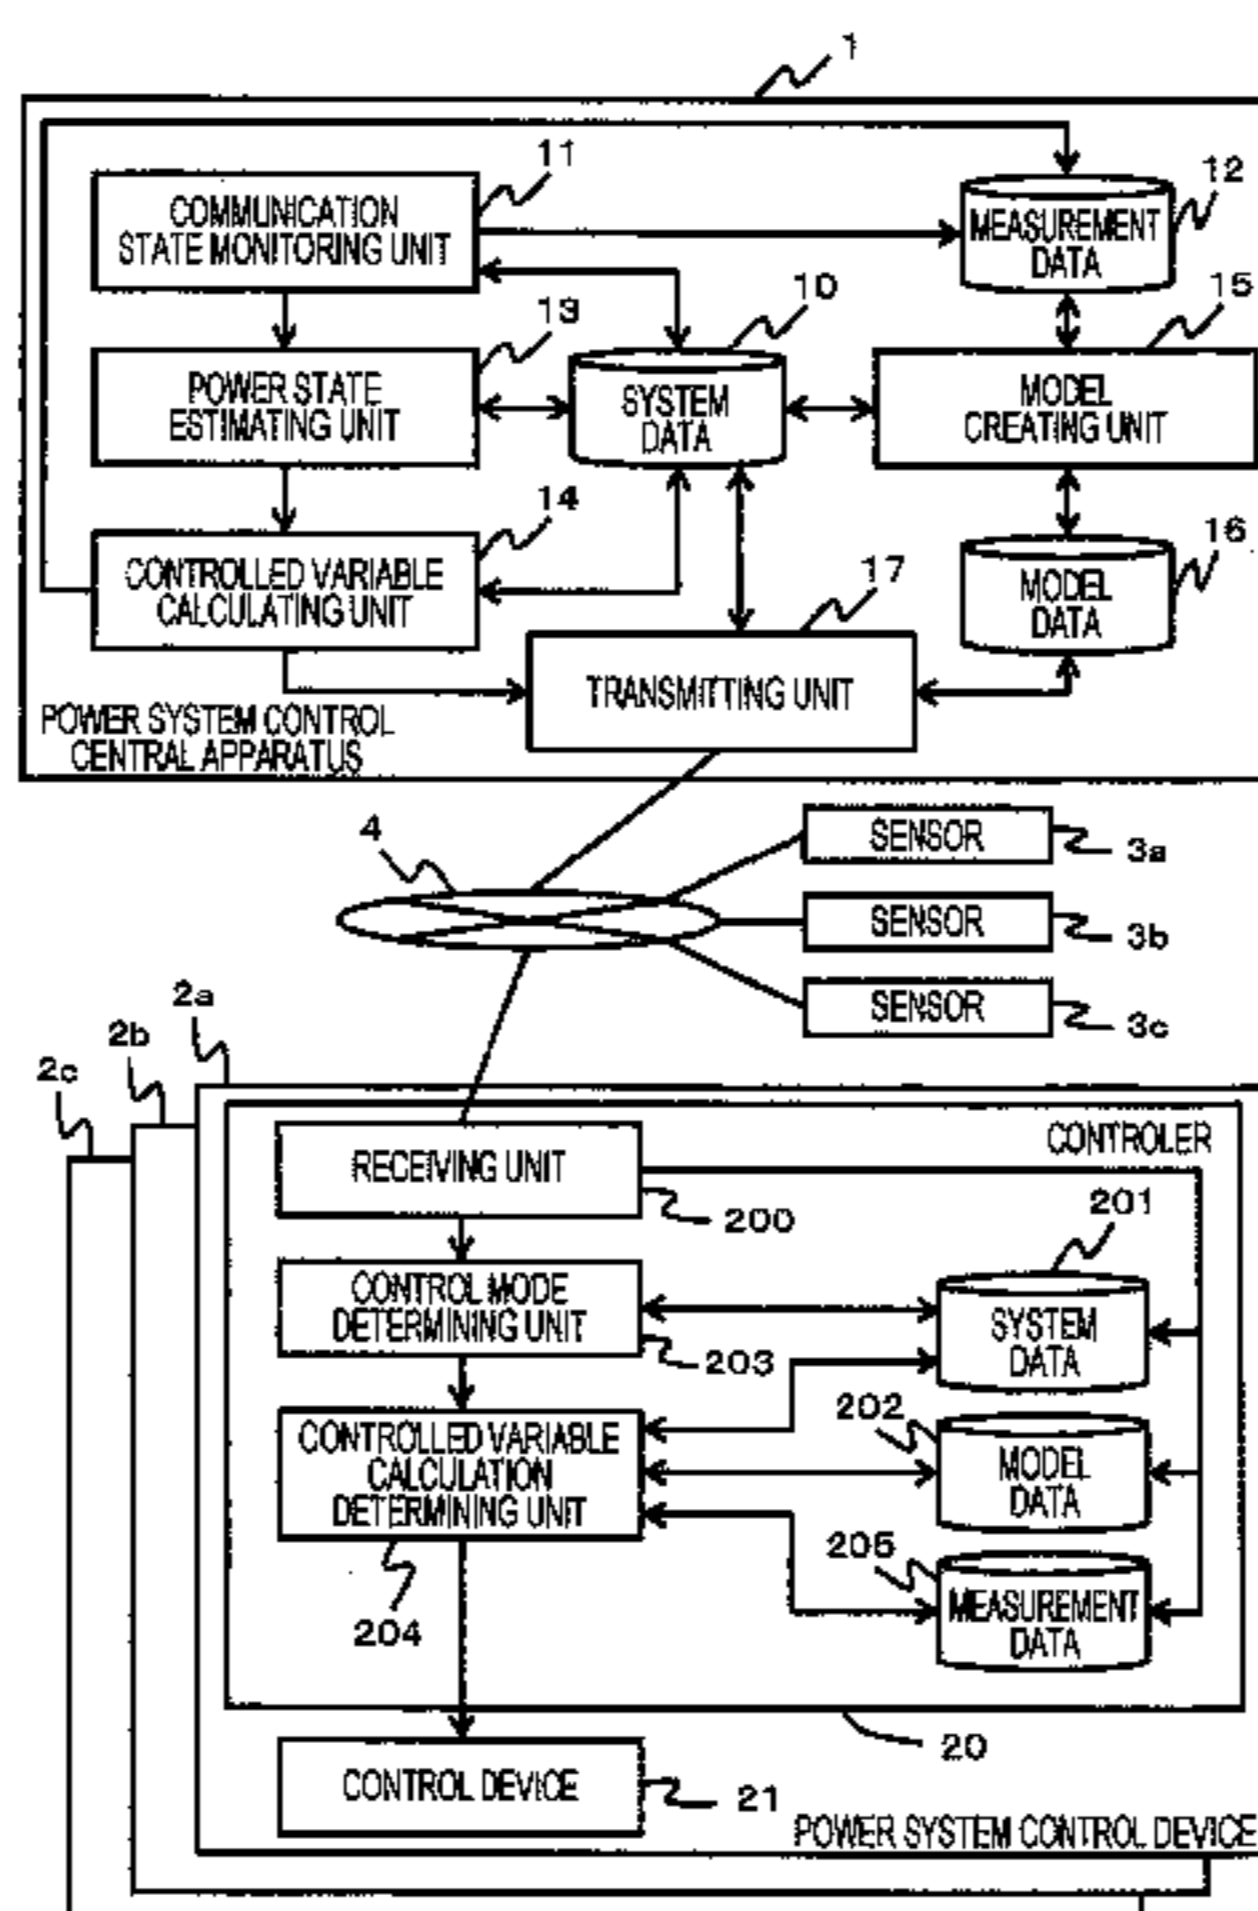 1
11
COMMUNICATION
STATE MONITORING UNIT
12
MEASUREMENT
DATA
13
POWER STATE
ESTIMATING UNIT
10
SYSTEM
DATA
15
MODEL
CREATING UNIT
14
CONTROLLED VARIABLE
CALCULATING UNIT
16
MODEL
DATA
17
TRANSMITTING UNIT
POWER SYSTEM CONTROL
CENTRAL APPARATUS
4
SENSOR
3a
SENSOR
3b
SENSOR
3c
2a
2b
2c
CONTROLER
RECEIVING UNIT
200
201
CONTROL MODE
DETERMINING UNIT
203
SYSTEM
DATA
202
CONTROLLED VARIABLE
CALCULATION
DETERMINING UNIT
204
MODEL
DATA
205
MEASUREMENT
DATA
20
CONTROL DEVICE
21
POWER SYSTEM CONTROL DEVICE